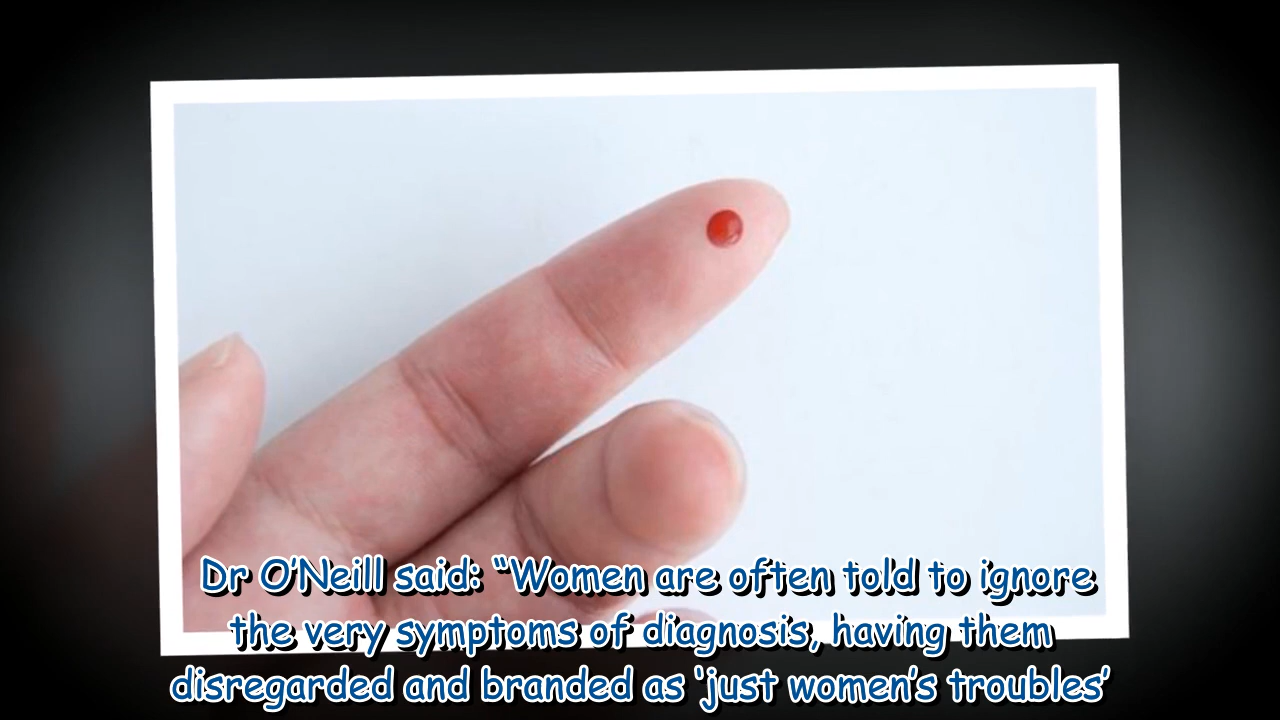 Dr O’Neill said: “Women are often told to ignore
the very symptoms of diagnosis, having them
disregarded and branded as ‘just women’s troubles’